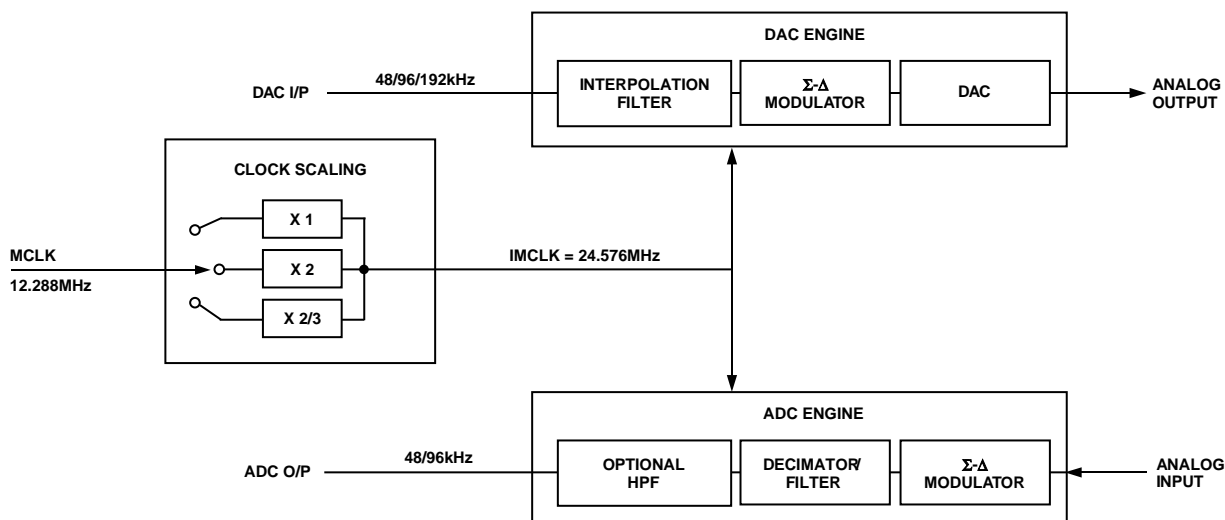 DAC ENGINE
48/96/192kHz
DAC I/P
INTERPOLATION
FILTER
Σ-Δ
MODULATOR
DAC
ANALOG
OUTPUT
CLOCK SCALING
X 1
MCLK
X 2
IMCLK = 24.576MHz
12.288MHz
X 2/3
ADC ENGINE
48/96kHz
ADC O/P
OPTIONAL
HPF
DECIMATOR/
FILTER
Σ-Δ
MODULATOR
ANALOG
INPUT